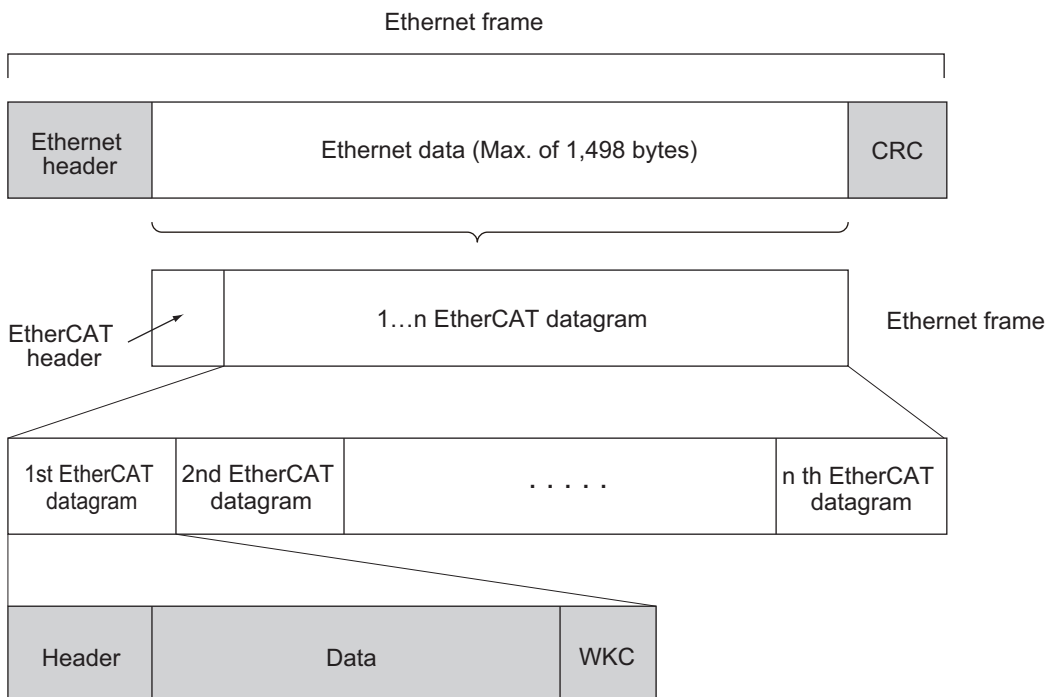 Ethernet frame
Ethernet
header
Ethernet data (Max. of 1,498 bytes)
CRC
EtherCAT
header
1…n EtherCAT datagram
Ethernet frame
1st EtherCAT
datagram
2nd EtherCAT
datagram
. . . . .
n th EtherCAT
datagram
Header
Data
WKC